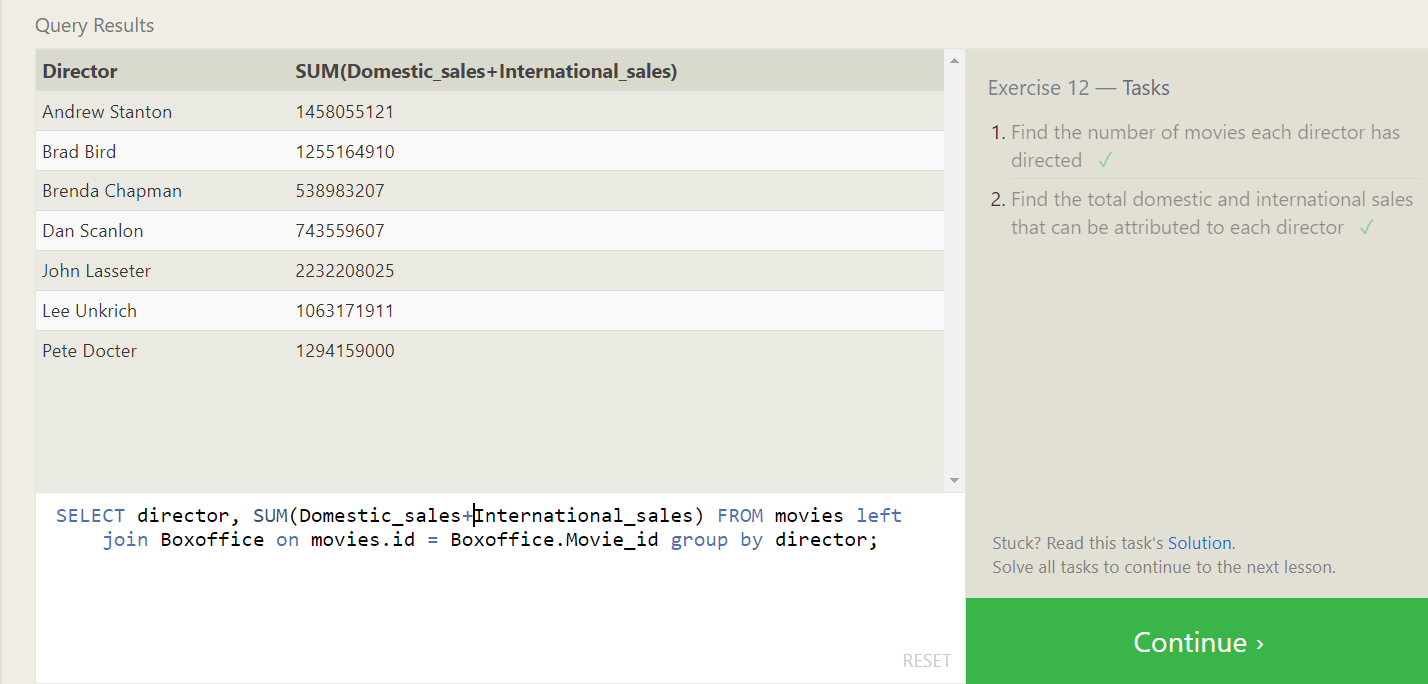 Query Results
Director SUM(Domestic_sales+International_sales)
Andrew Stanton 1458055121
Brad Bird 1255164910
Brenda Chapman 538983207
Dan Scanlon 743559607
John Lasseter 2232208025
Lee Unkrich 1063171911
Pete Docter 1294159000
SELECT director, SUM(Domestic_sales+International_sales) FROM movies left
join Boxoffice on movies.id = Boxoffice.Movie_id group by director;
RESET
Exercise 12 — Tasks
1. Find the number of movies each director has
directed ✓
2. Find the total domestic and international sales
that can be attributed to each director ✓
Stuck? Read this task's Solution.
Solve all tasks to continue to the next lesson.
Continue ›